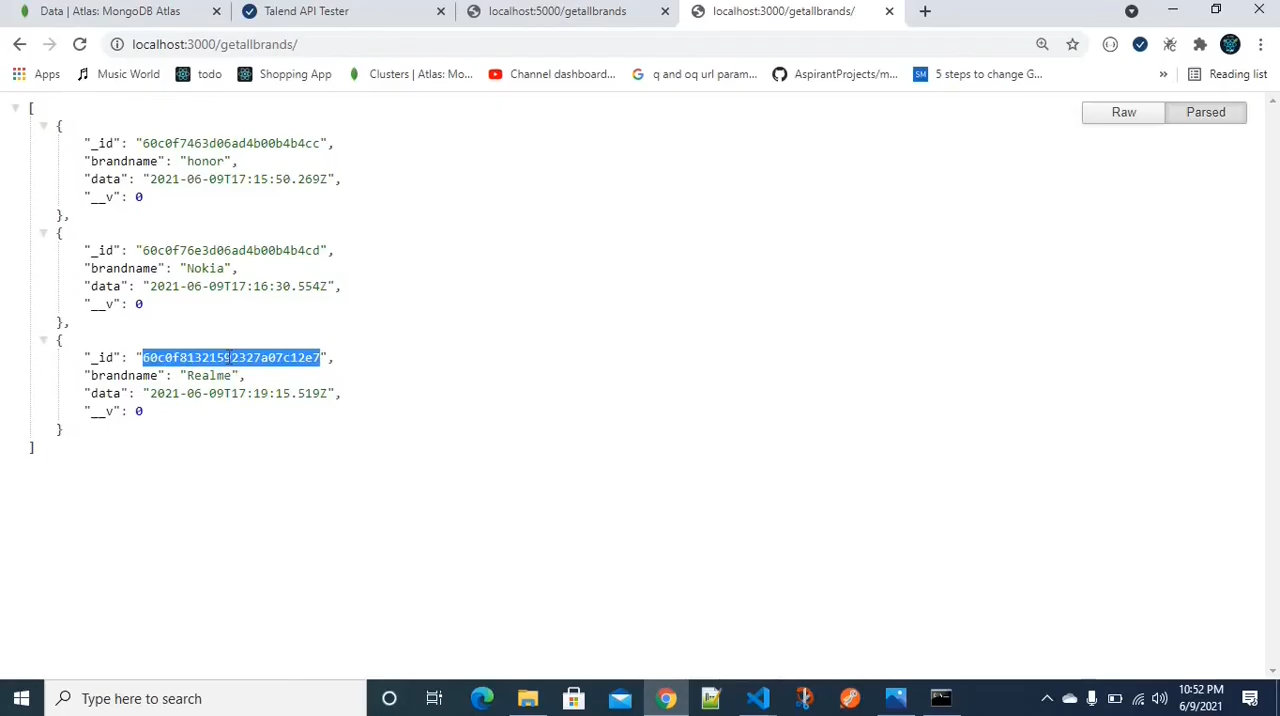 Data | Atlas: MongoDB Atlas
Talend API Tester
localhost:5000/getallbrands
localhost:3000/getallbrands/
localhost:3000/getallbrands/
Apps
Music World
todo
Shopping App
Clusters | Atlas: Mo...
Channel dashboard...
q and oq url param...
AspirantProjects/m...
SM
5 steps to change G...
»
Reading list
Raw
Parsed
[
{
"_id": "60c0f7463d06ad4b00b4b4cc",
"brandname": "honor",
"data": "2021-06-09T17:15:50.269Z",
"__v": 0
},
{
"_id": "60c0f76e3d06ad4b00b4b4cd",
"brandname": "Nokia",
"data": "2021-06-09T17:16:30.554Z",
"__v": 0
},
{
"_id": "60c0f81321592327a07c12e7",
"brandname": "Realme",
"data": "2021-06-09T17:19:15.519Z",
"__v": 0
}
]
Type here to search
10:52 PM
6/9/2021